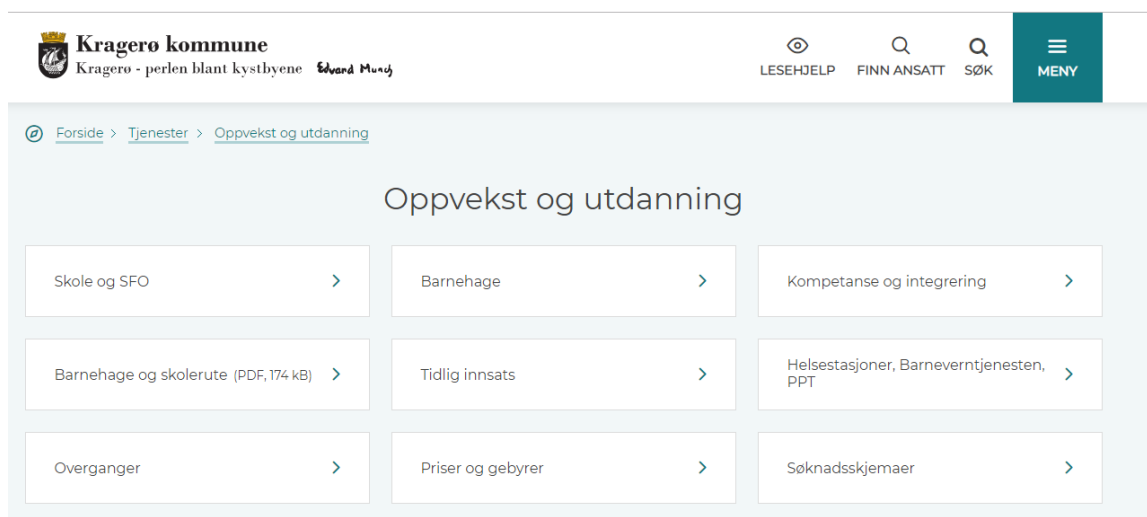 Kragerø kommune
Kragerø - perlen blant kystbyene Edvard Munch
LESEHJELP
FINN ANSATT
SØK
MENY
Forside > Tjenester > Oppvekst og utdanning
Oppvekst og utdanning
Skole og SFO
Barnehage
Kompetanse og integrering
Barnehage og skolerute (PDF, 174 kB)
Tidlig innsats
Helsestasjoner, Barneverntjenesten,
PPT
Overganger
Priser og gebyrer
Søknadsskjemaer